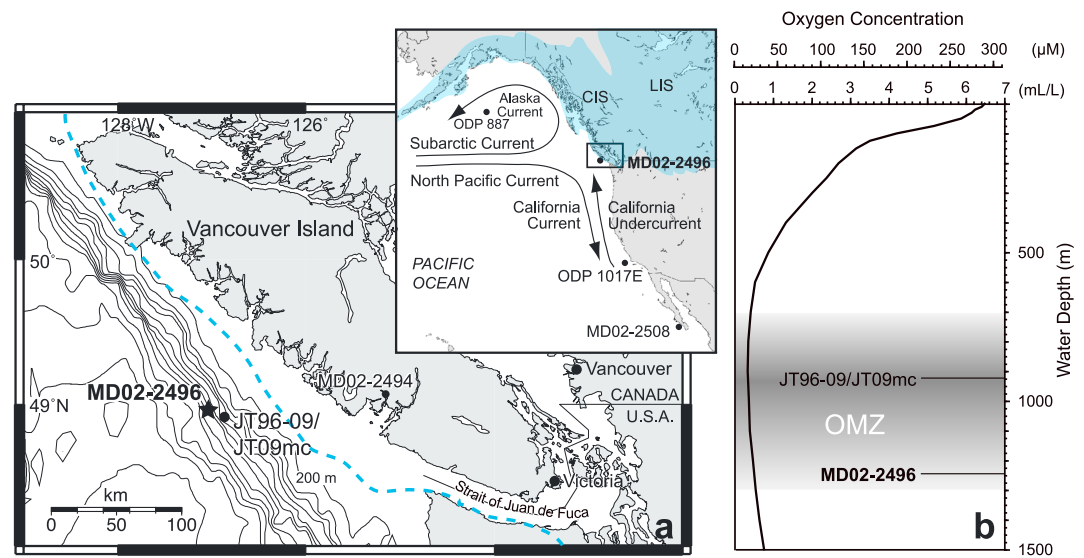 128°W
126°
50°
49°N
Vancouver Island
MD02-2496
MD02-2494
JT96-09/
JT09mc
Vancouver
CANADA
U.S.A.
Victoria
200 m
Strait of Juan de Fuca
km
0 50 100
a
Alaska
Current
ODP 887
Subarctic Current
North Pacific Current
CIS
LIS
MD02-2496
California
Current
California
Undercurrent
PACIFIC
OCEAN
ODP 1017E
MD02-2508
Oxygen Concentration
0 50 100 150 200 250 300 (µM)
0 1 2 3 4 5 6 7 (mL/L)
500
1000
1500
Water Depth (m)
JT96-09/JT09mc
OMZ
MD02-2496
b